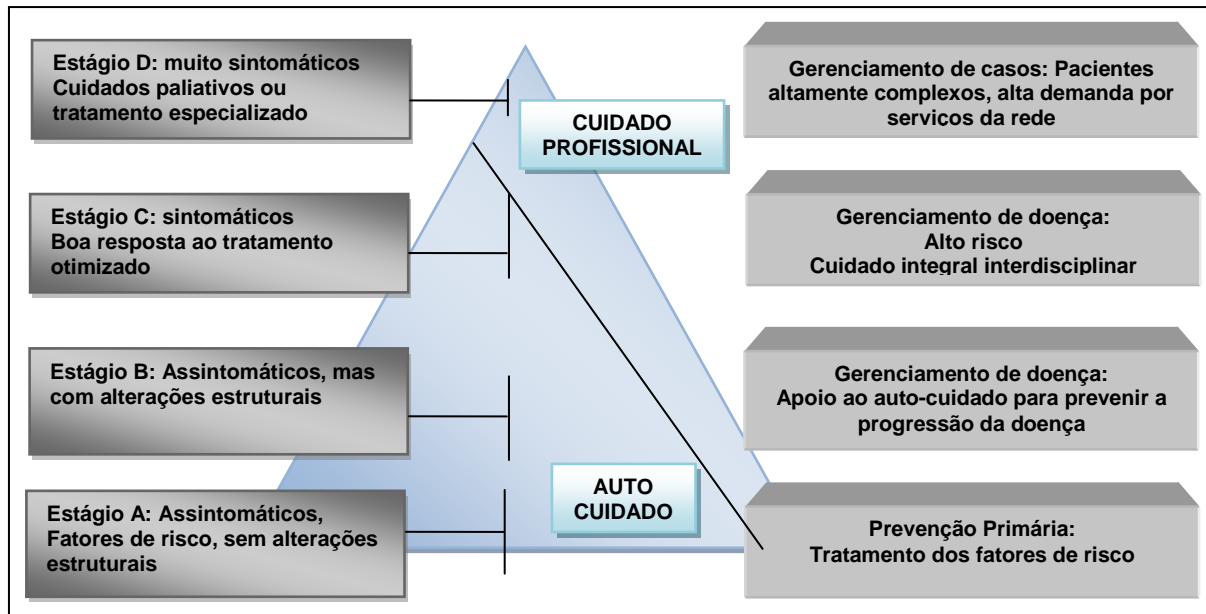 Estágio D: muito sintomáticos
Cuidados paliativos ou
tratamento especializado
CUIDADO
PROFISSIONAL
Gerenciamento de casos: Pacientes
altamente complexos, alta demanda por
servicos da rede
Estágio C: sintomáticos
Boa resposta ao tratamento
otimizado
Gerenciamento de doença:
Alto risco
Cuidado integral interdisciplinar
Estágio B: Assintomáticos, mas
com alterações estruturais
Gerenciamento de doença:
Apoio ao auto-cuidado para prevenir a
progressão da doença
AUTO
CUIDADO
Estágio A: Assintomáticos,
Fatores de risco, sem alterações
estruturais
Prevenção Primária:
Tratamento dos fatores de risco